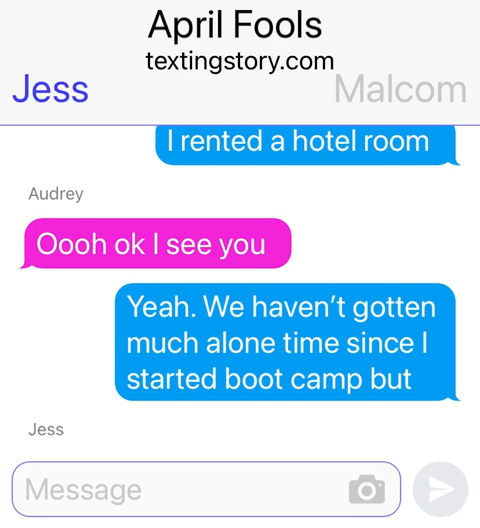 April Fools
textingstory.com
Jess
Malcom
I rented a hotel room
Audrey
Oooh ok I see you
Yeah. We haven’t gotten
much alone time since I
started boot camp but
Jess
Message